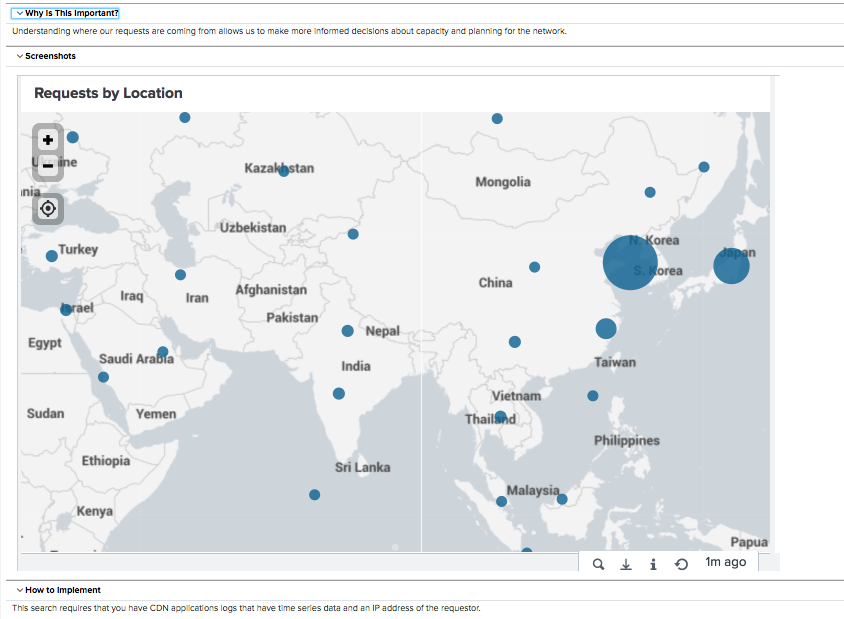 Why Is This Important?
Understanding where our requests are coming from allows us to make more informed decisions about capacity and planning for the network.
Screenshots
Requests by Location
Ukraine
Kazakhstan
Mongolia
nia
Uzbekistan
N. Korea
Turkey
Japan
S. Korea
China
Afghanistan
Iraq
Iran
Israel
Pakistan
Nepal
Egypt
Saudi Arabia
India
Taiwan
Vietnam
Sudan
Yemen
Thailand
Philippines
Ethiopia
Sri Lanka
Malaysia
Kenya
Papua
1m ago
How to Implement
This search requires that you have CDN applications logs that have time series data and an IP address of the requestor.